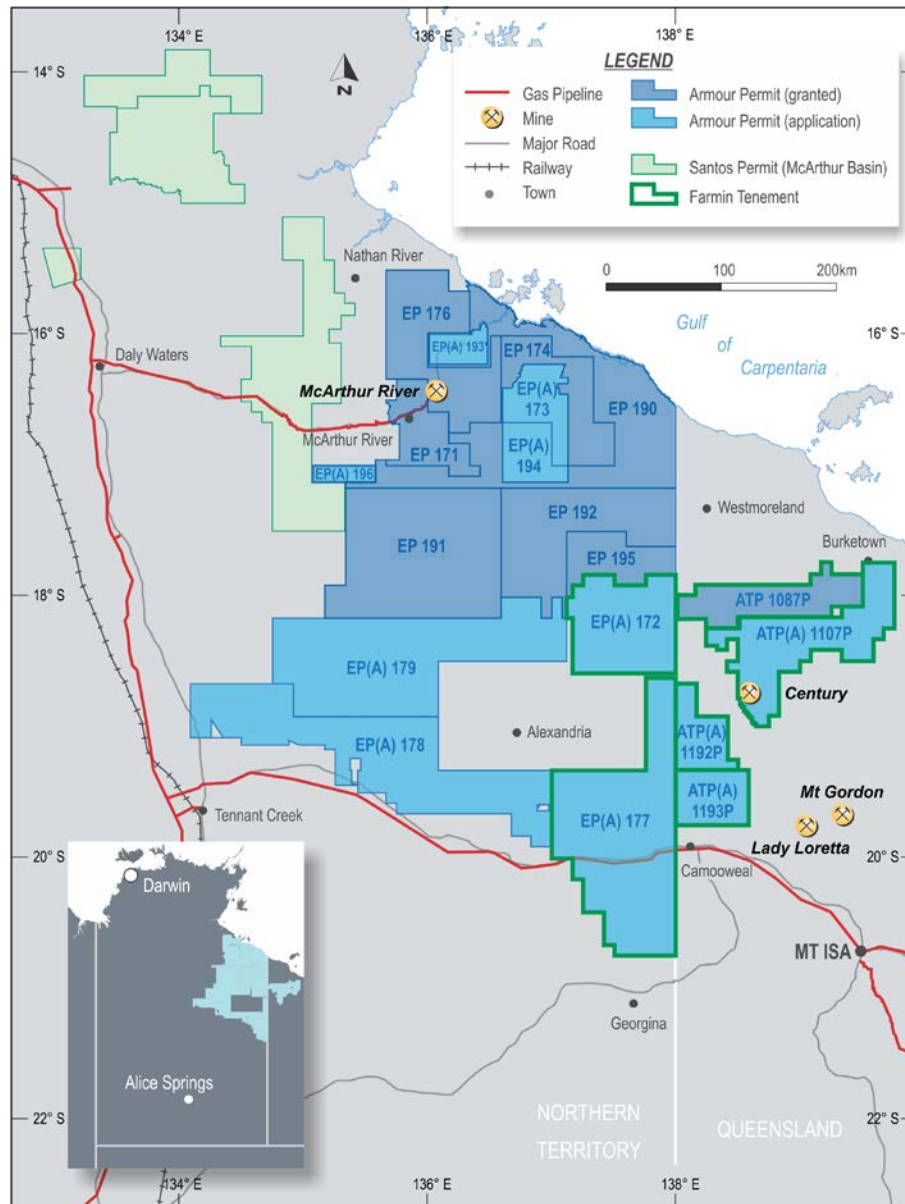 134° E
136° E
138° E
14° S
N
LEGEND
Gas Pipeline
Mine
Major Road
Railway
Town
Armour Permit (granted)
Armour Permit (application)
Santos Permit (McArthur Basin)
Farmin Tenement
0 100 200km
Nathan River
16° S
16° S
EP 176
EP(A) 193*
EP 174
Gulf
of
Carpentaria
Daly Waters
McArthur River
EP(A)
173
EP 190
McArthur River
EP(A)
194
EP 171
EP(A) 196
EP 192
Westmoreland
EP 191
EP 195
Burketown
18° S
18° S
ATP 1087P
EP(A) 172
ATP(A) 1107P
EP(A) 179
Century
Alexandria
EP(A) 178
ATP(A)
1192P
ATP(A)
1193P
Mt Gordon
Tennant Creek
EP(A) 177
Lady Loretta
20° S
20° S
Camooweal
Darwin
MT ISA
Georgina
Alice Springs
22° S
22° S
NORTHERN
TERRITORY
QUEENSLAND
134° E
136° E
138° E